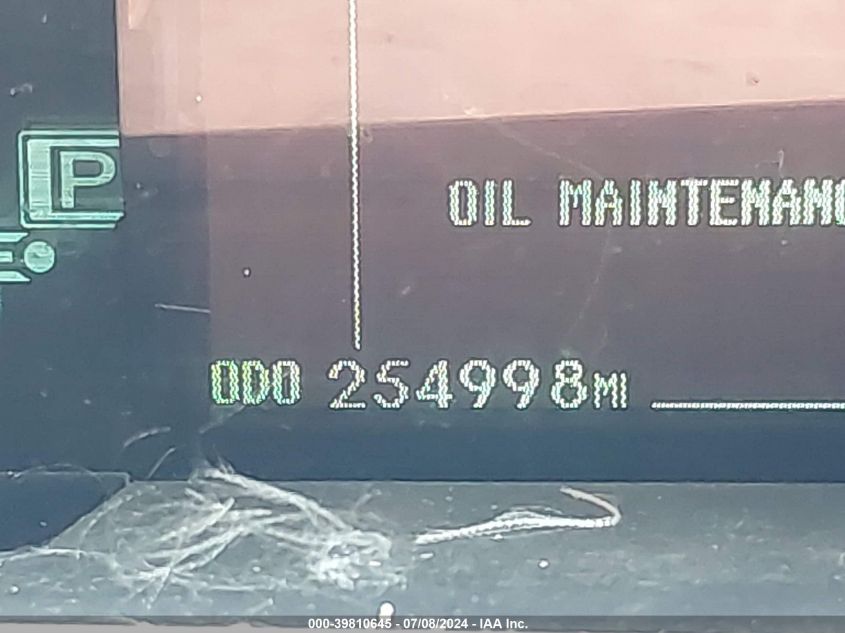 P
OIL MAINTENANC
ODO 254998MI
000-39810645 - 07/08/2024 - IAA Inc.